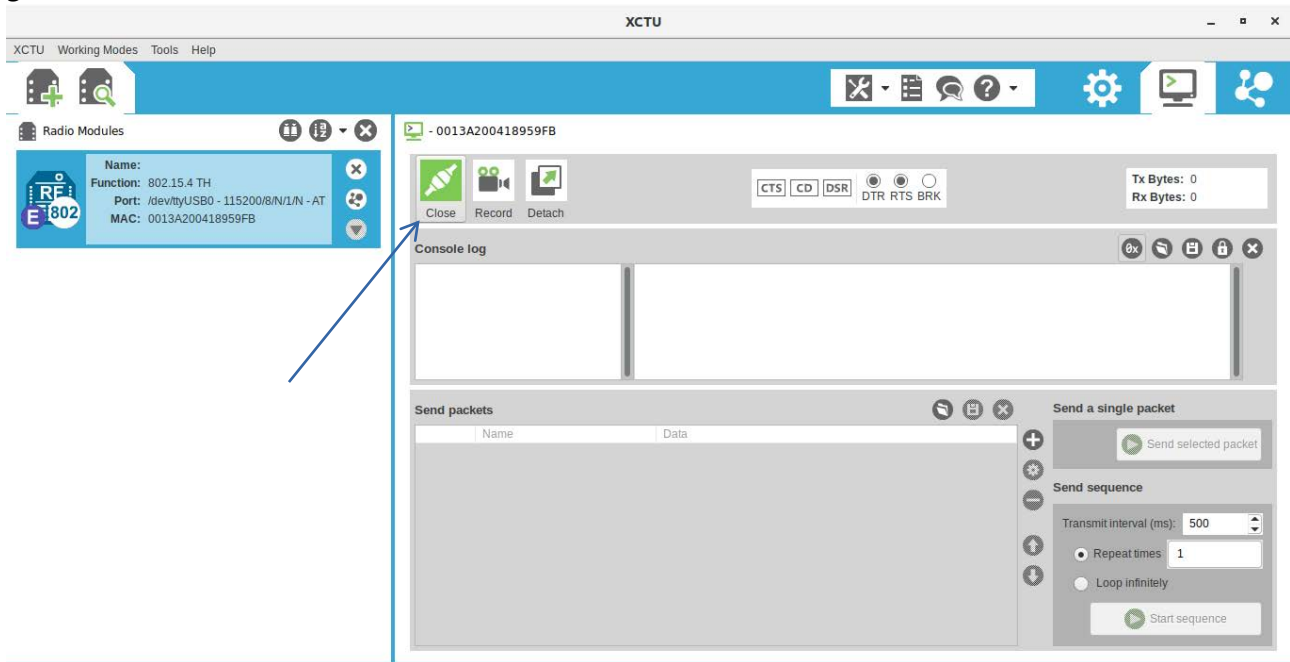 XCTU
XCTU Working Modes Tools Help
Radio Modules
Name:
Function: 802.15.4 TH
Port: /dev/ttyUSB0 - 115200/8/N/1/N - AT
MAC: 0013A200418959FB
RF
E 802
- 0013A200418959FB
Close Record Detach
CTS CD DSR DTR RTS BRK
Tx Bytes: 0
Rx Bytes: 0
Console log
0x
Send packets
Name Data
Send a single packet
Send selected packet
Send sequence
Transmit interval (ms): 500
Repeat times 1
Loop infinitely
Start sequence